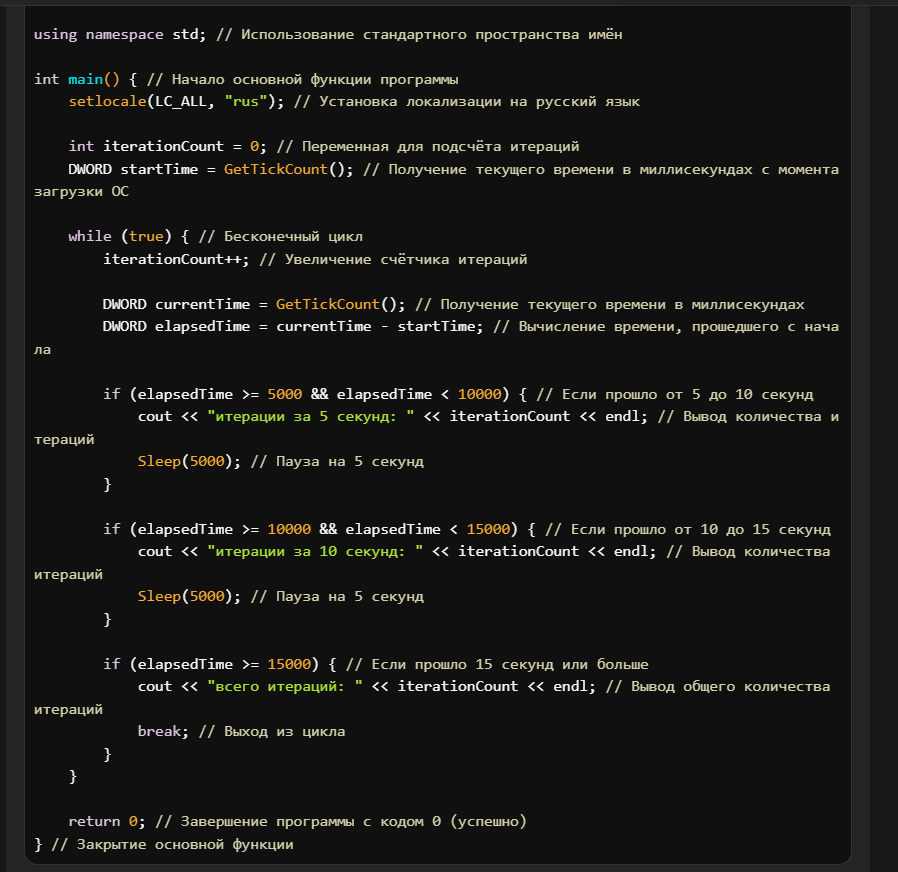 using namespace std; // Использование стандартного пространства имён
int main() { // Начало основной функции программы
setlocale(LC_ALL, "rus"); // Установка локализации на русский язык
int iterationCount = 0; // Переменная для подсчёта итераций
DWORD startTime = GetTickCount(); // Получение текущего времени в миллисекундах с момента
загрузки ОС
while (true) { // Бесконечный цикл
iterationCount++; // Увеличение счётчика итераций
DWORD currentTime = GetTickCount(); // Получение текущего времени в миллисекундах
DWORD elapsedTime = currentTime - startTime; // Вычисление времени, прошедшего с нача
ла
if (elapsedTime >= 5000 && elapsedTime < 10000) { // Если прошло от 5 до 10 секунд
cout << "итерации за 5 секунд: " << iterationCount << endl; // Вывод количества и
тераций
Sleep(5000); // Пауза на 5 секунд
}
if (elapsedTime >= 10000 && elapsedTime < 15000) { // Если прошло от 10 до 15 секунд
cout << "итерации за 10 секунд: " << iterationCount << endl; // Вывод количества
итераций
Sleep(5000); // Пауза на 5 секунд
}
if (elapsedTime >= 15000) { // Если прошло 15 секунд или больше
cout << "всего итераций: " << iterationCount << endl; // Вывод общего количества
итераций
break; // Выход из цикла
}
}
return 0; // Завершение программы с кодом 0 (успешно)
} // Закрытие основной функции